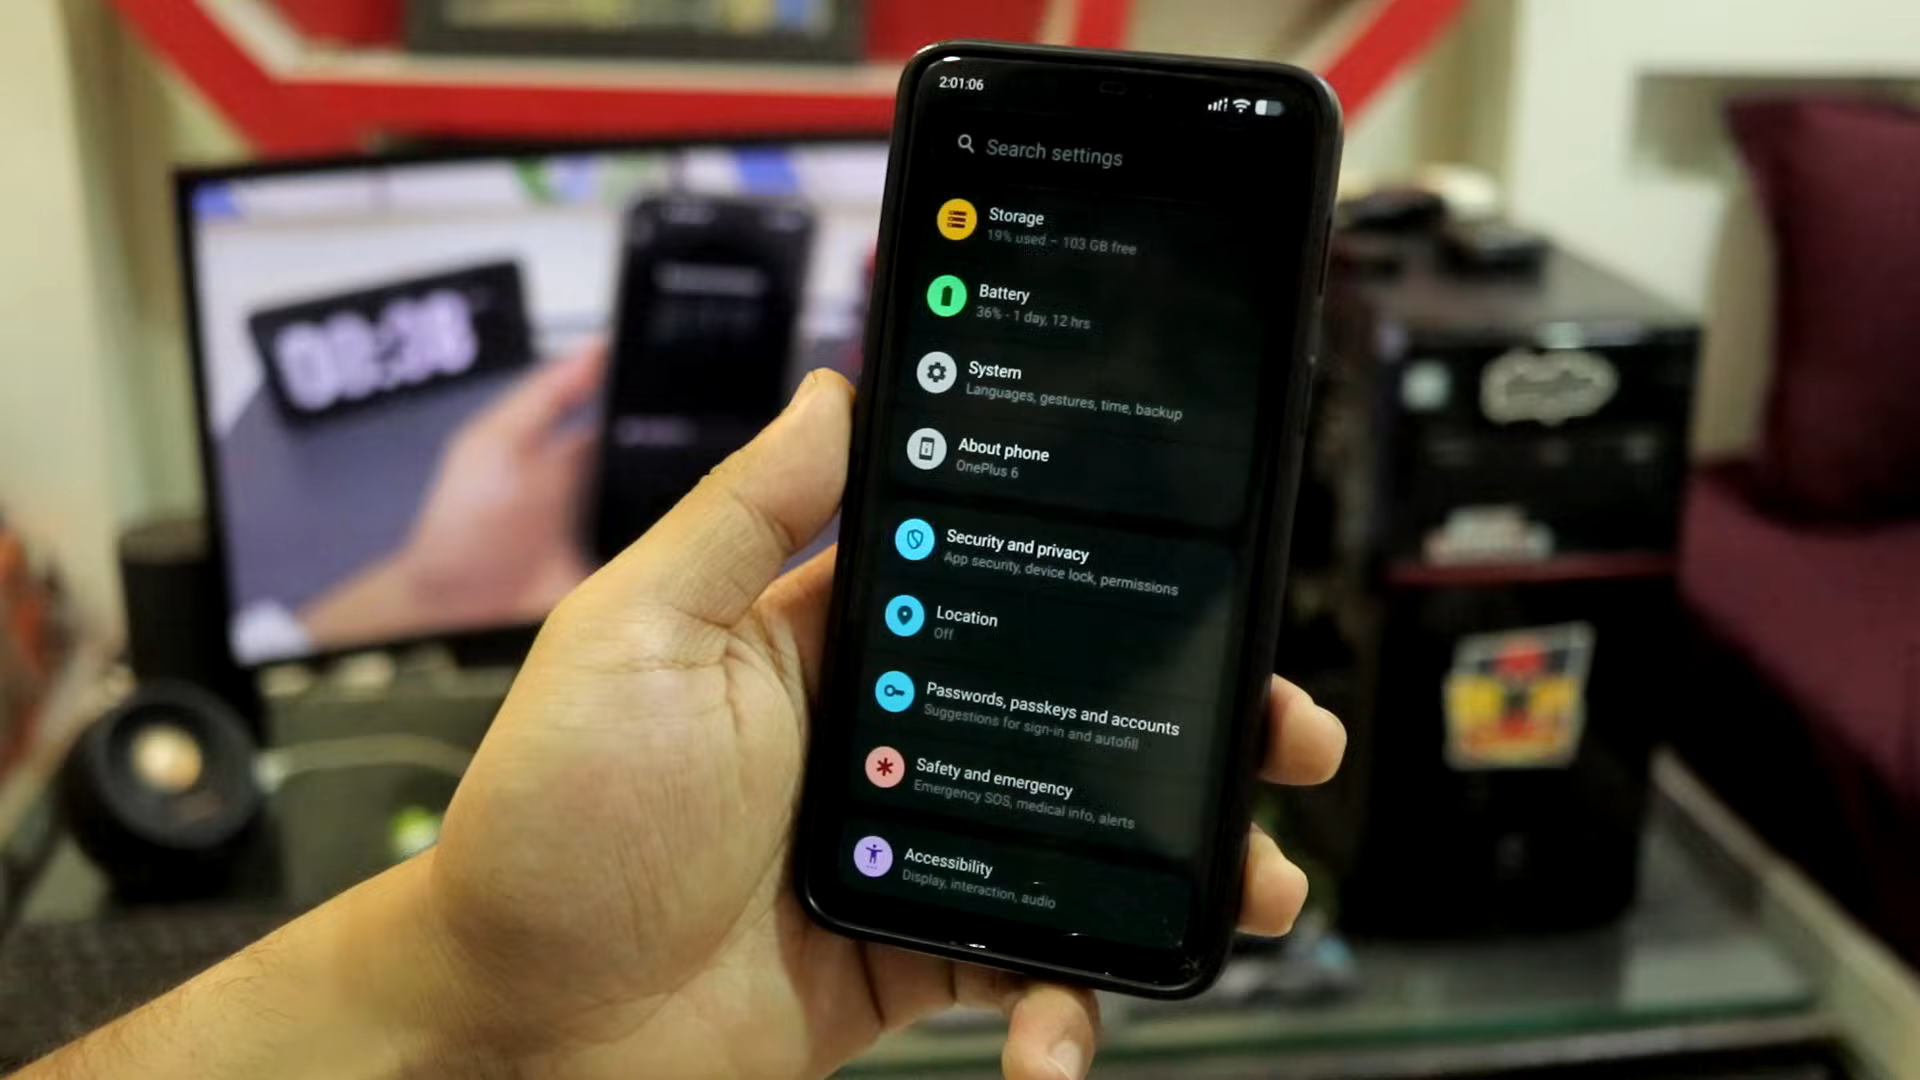 2:01:06
Search settings
Storage
19% used – 103 GB free
Battery
36% - 1 day, 12 hrs
System
Languages, gestures, time, backup
About phone
OnePlus 6
Security and privacy
App security, device lock, permissions
Location
Off
Passwords, passkeys and accounts
Suggestions for sign-in and autofill
Safety and emergency
Emergency SOS, medical info, alerts
Accessibility
Display, interaction, audio